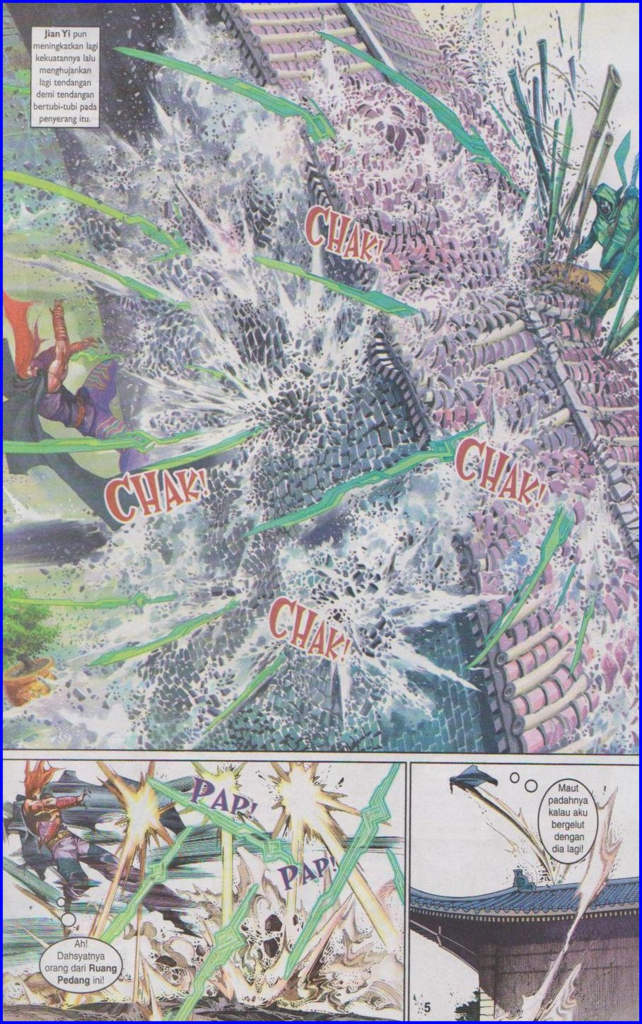 Jian Yi pun
meningkatkan lagi
kekuatannya lalu
menghujankan
lagi tendangan
demi tendangan
bertubi-tubi pada
penyerang itu.
CHAK!
CHAK!
CHAK!
CHAK!
PAP!
PAP!
Ah!
Dahsyatnya
orang dari Ruang
Pedang ini!
Maut
padahnya
kalau aku
bergelut
dengan
dia lagi!
5